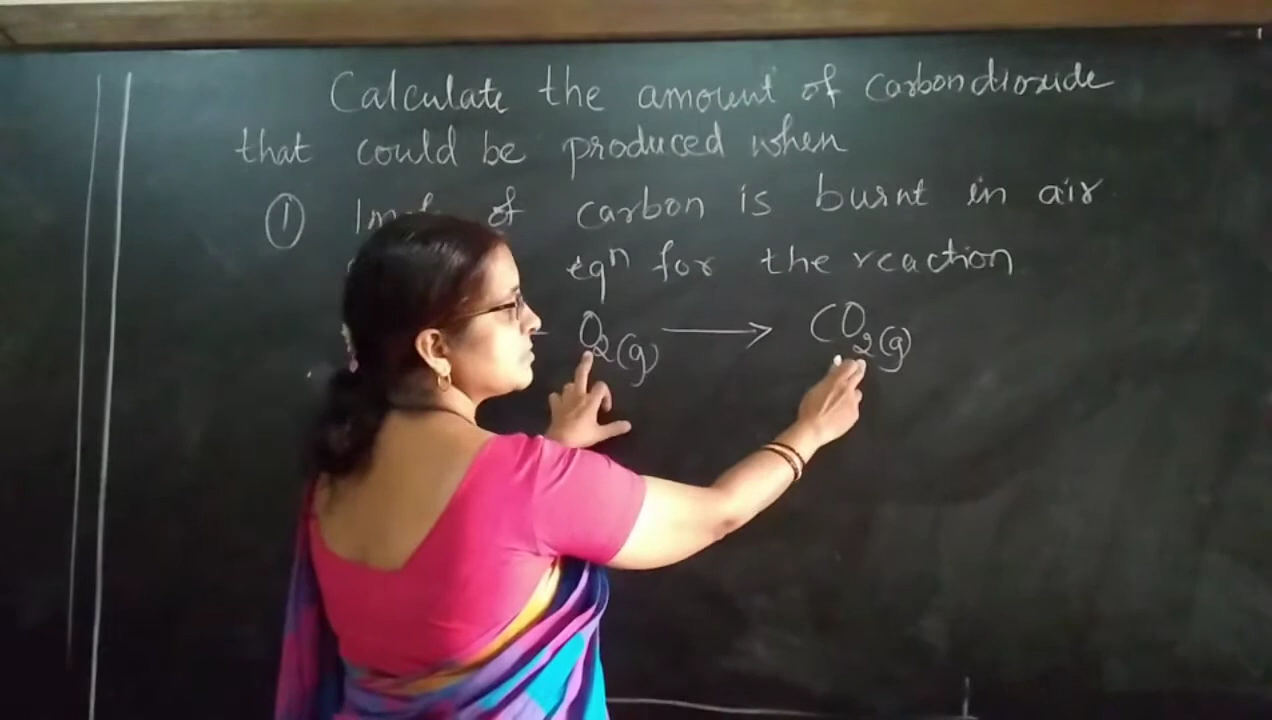 Calculate the amount of carbondioxide
that could be produced when
① of carbon is burnt in air
eqⁿ for the reaction
O₂(g) ⟶ CO₂(g)